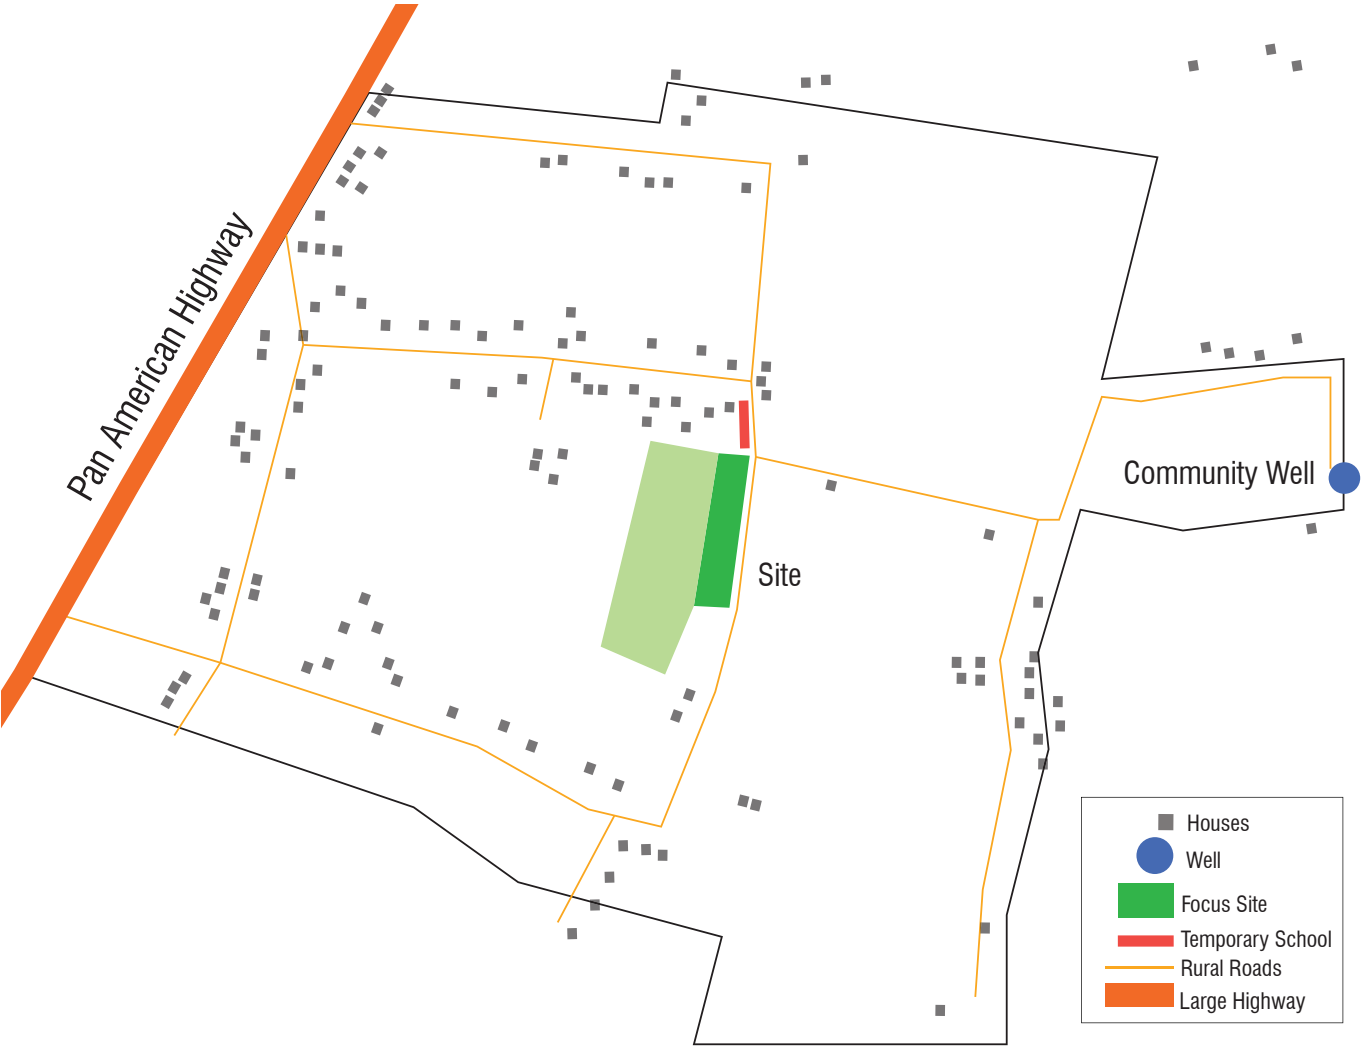 Pan American Highway
Community Well
Site
Houses
Well
Focus Site
Temporary School
Rural Roads
Large Highway